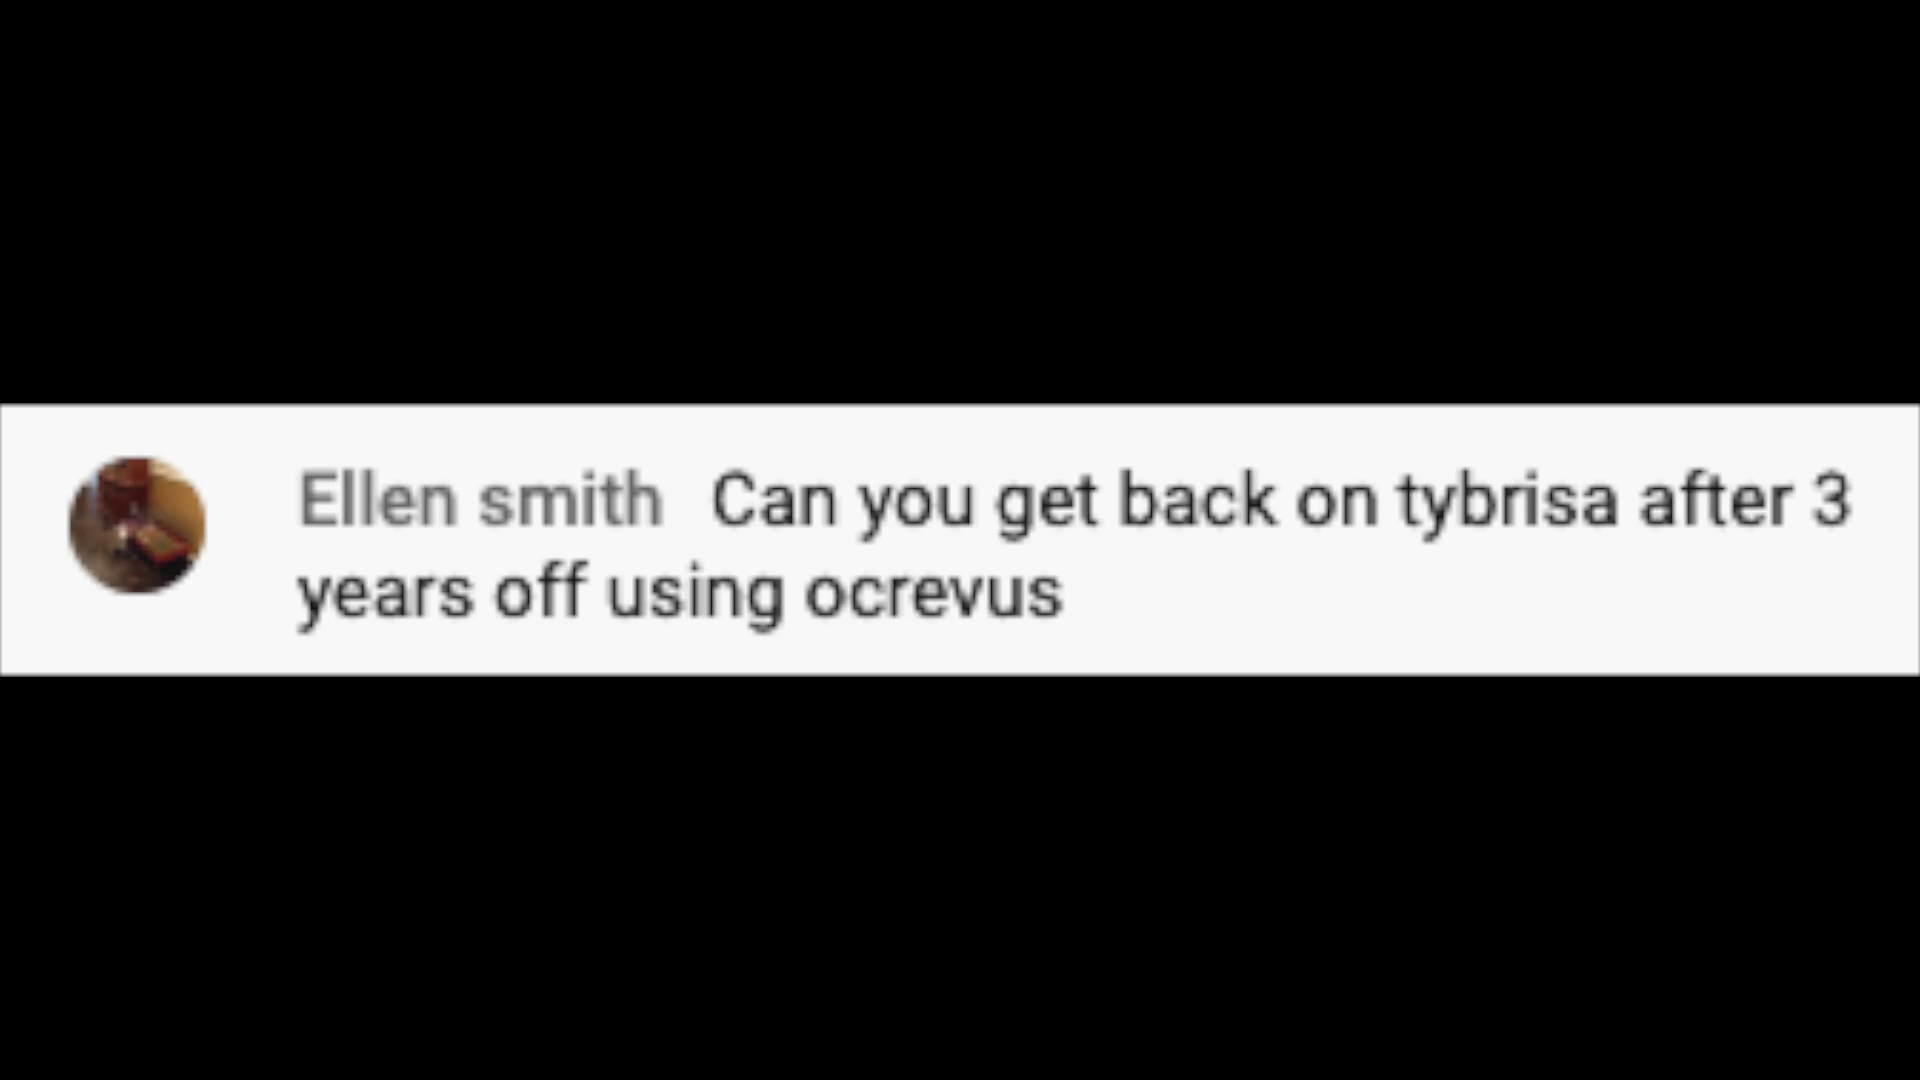 Ellen smith Can you get back on tybrisa after 3
years off using ocrevus